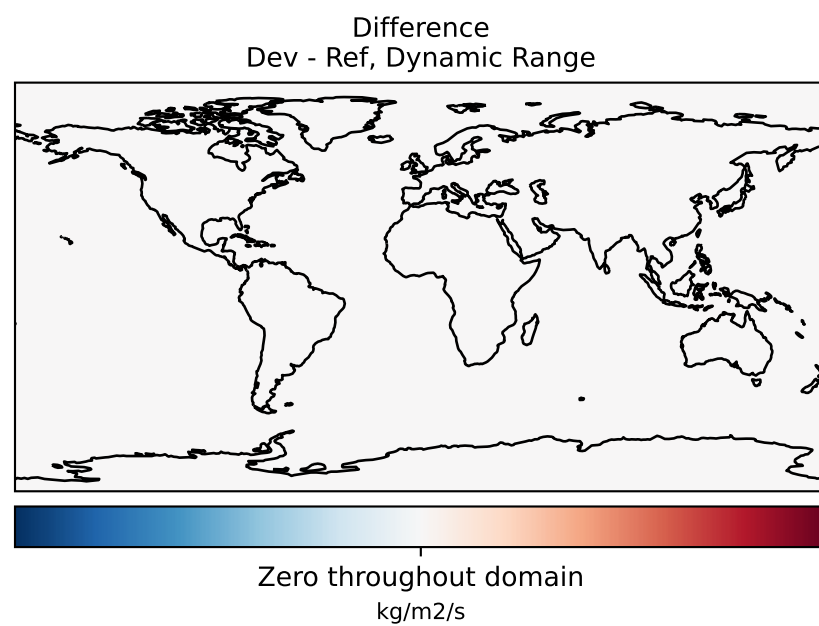 Difference
Dev - Ref, Dynamic Range
Zero throughout domain
kg/m2/s